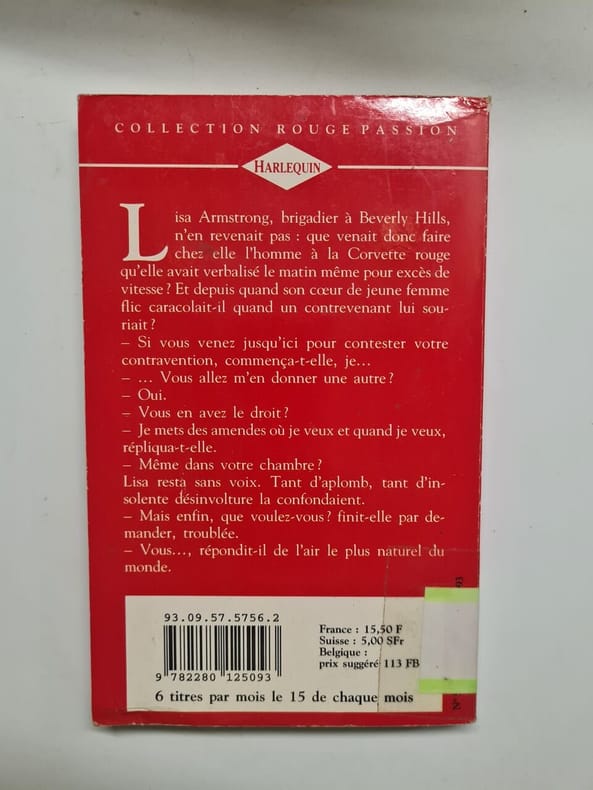 COLLECTION ROUGE PASSION
HARLEQUIN
Lisa Armstrong, brigadier à Beverly Hills,
n'en revenait pas : que venait donc faire
chez elle l'homme à la Corvette rouge
qu'elle avait verbalisé le matin même pour excès de
vitesse ? Et depuis quand son cœur de jeune femme
flic caracolait-il quand un contrevenant lui sou-
riait ?
– Si vous venez jusqu'ici pour contester votre
contravention, commença-t-elle, je...
– ... Vous allez m'en donner une autre ?
– Oui.
– Vous en avez le droit ?
– Je mets des amendes où je veux et quand je veux,
répliqua-t-elle.
– Même dans votre chambre ?
Lisa resta sans voix. Tant d'aplomb, tant d'in-
solente désinvolture la confondaient.
– Mais enfin, que voulez-vous ? finit-elle par de-
mander, troublée.
– Vous..., répondit-il de l'air le plus naturel du
monde.
93.09.57.5756.2
9 782280 125093
France : 15,50 F
Suisse : 5,00 SFr
Belgique :
prix suggéré 113 FB
6 titres par mois le 15 de chaque mois